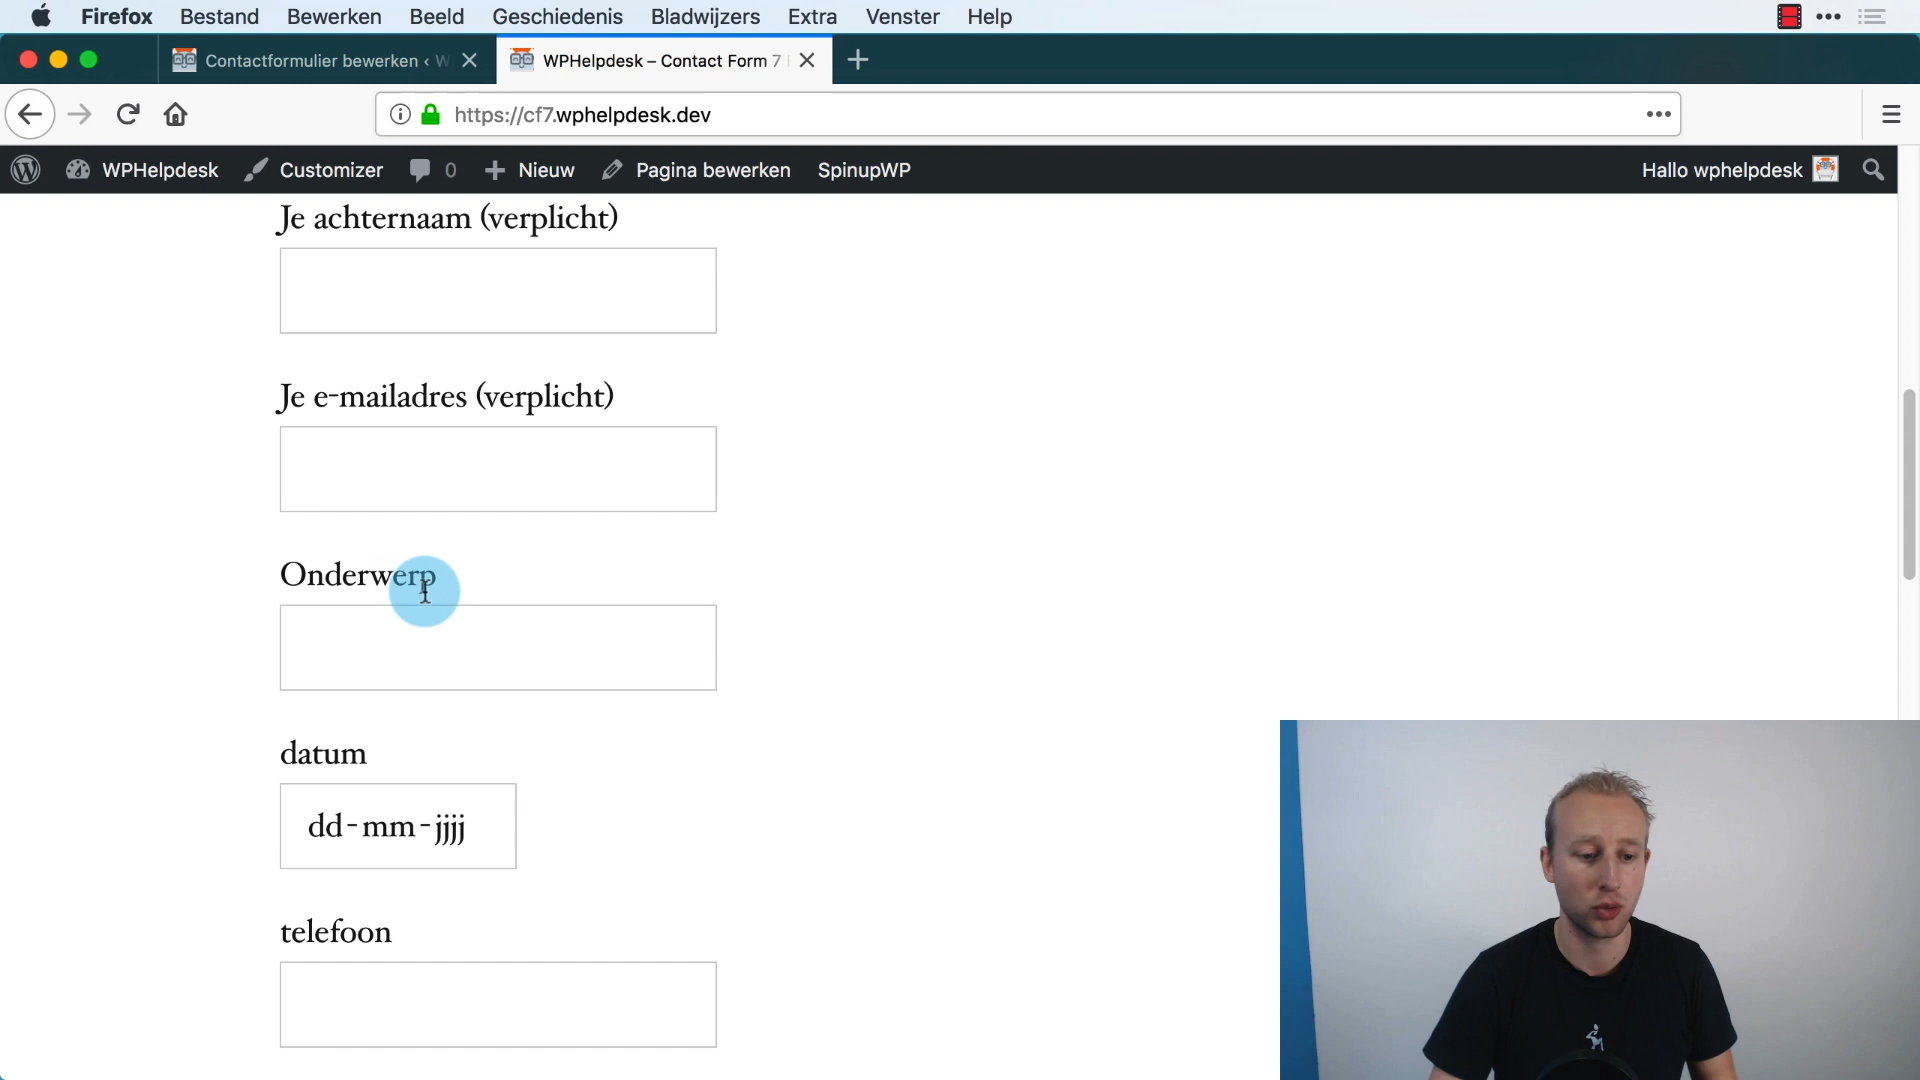 Firefox Bestand Bewerken Beeld Geschiedenis Bladwijzers Extra Venster Help
Contactformulier bewerken ‹ W
WPHelpdesk – Contact Form 7
https://cf7.wphelpdesk.dev
WPHelpdesk Customizer 0 Nieuw Pagina bewerken SpinupWP Hallo wphelpdesk
Je achternaam (verplicht)
Je e-mailadres (verplicht)
Onderwerp
datum
dd-mm-jjjj
telefoon